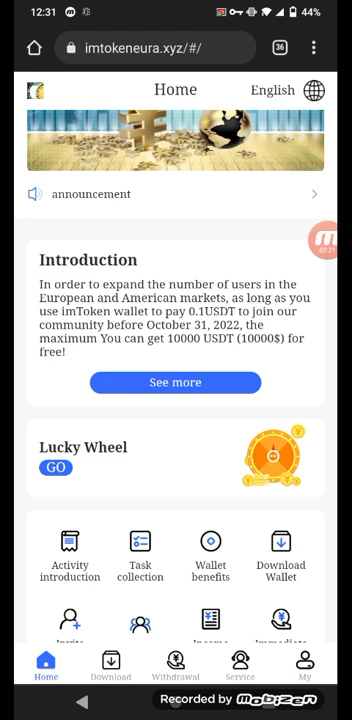 12:31
44%
imtokeneura.xyz/#/
36
Home
English
announcement
02:21
Introduction
In order to expand the number of users in the
European and American markets, as long as you
use imToken wallet to pay 0.1USDT to join our
community before October 31, 2022, the
maximum You can get 10000 USDT (10000$) for
free!
See more
Lucky Wheel
GO
Activity
introduction
Task
collection
Wallet
benefits
Download
Wallet
Home
Download
Withdrawal
Service
My
Recorded by MOBIZEN